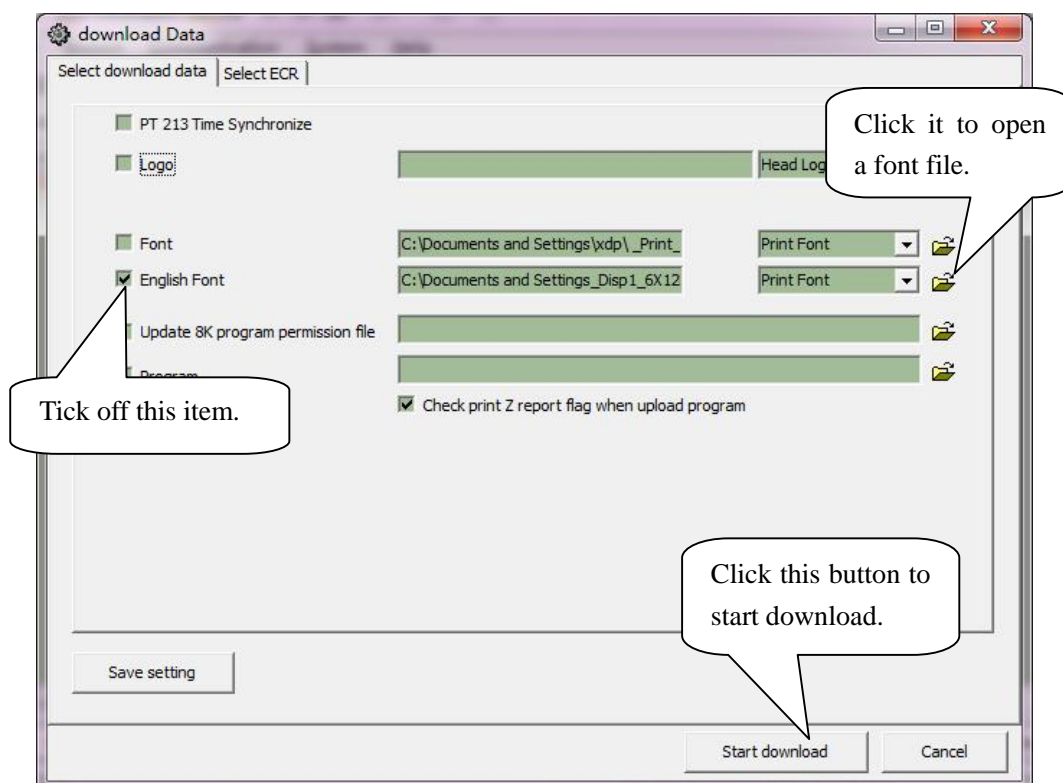 download Data
Select download data
Select ECR
PT 213 Time Synchronize
Click it to open
a font file.
Logo
Head Log
Font
C:\Documents and Settings\xdp\ _Print_
Print Font
English Font
C:\Documents and Settings_Disp1_6X12
Print Font
Update 8K program permission file
Program
Tick off this item.
Check print Z report flag when upload program
Click this button to
start download.
Save setting
Start download
Cancel